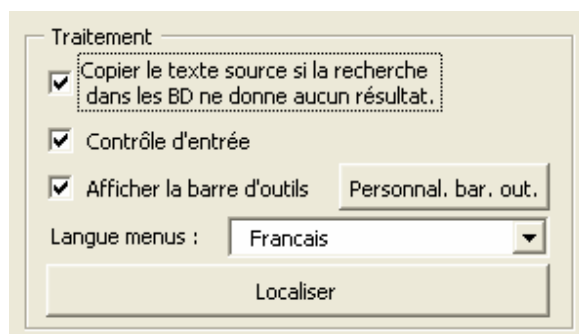 Traitement
Copier le texte source si la recherche
dans les BD ne donne aucun résultat.
Contrôle d'entrée
Afficher la barre d'outils Personnal. bar. out.
Langue menus : Francais
Localiser